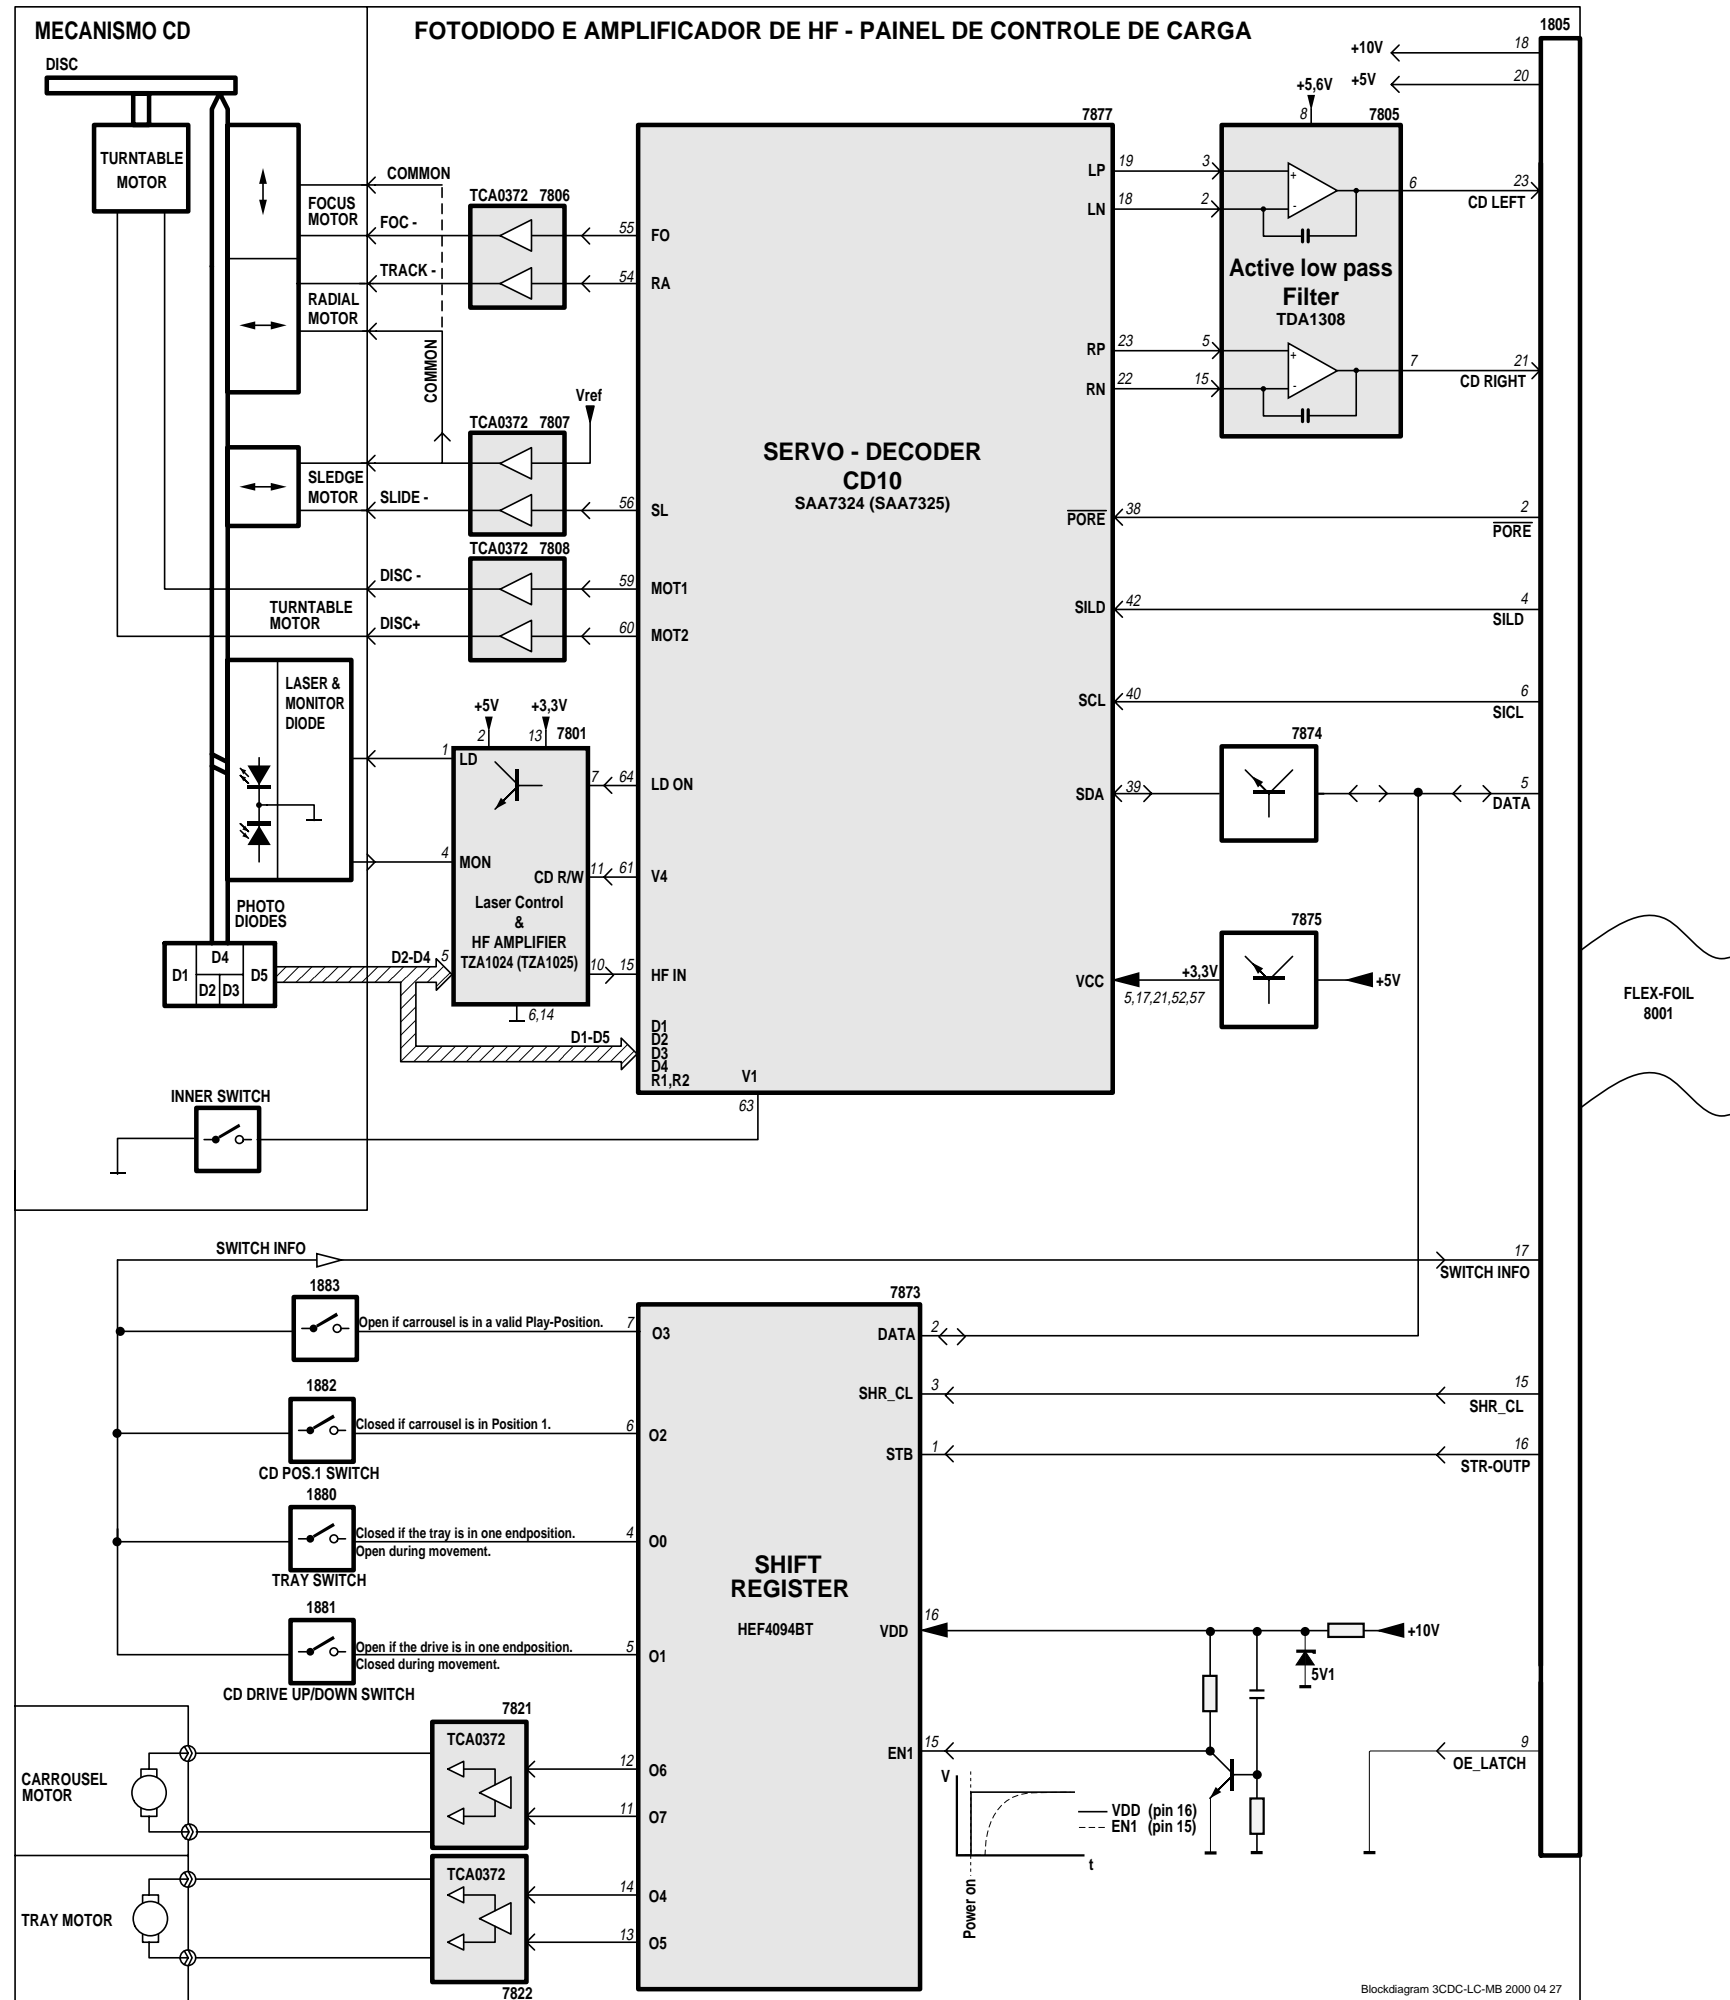 MECANISMO CD
FOTODIODO E AMPLIFICADOR DE HF - PAINEL DE CONTROLE DE CARGA
1805
DISC
+10V
18
+5V
20
+5,6V
8
7805
7877
TURNTABLE
MOTOR
COMMON
FOCUS
MOTOR
FOC -
TRACK -
RADIAL
MOTOR
COMMON
TCA0372 7806
55
FO
54
RA
LP
19
3
LN
18
2
6
23
CD LEFT
Active low pass
Filter
TDA1308
RP
23
5
RN
22
15
7
21
CD RIGHT
Vref
TCA0372 7807
SLEDGE
MOTOR
SLIDE -
56
SL
SERVO - DECODER
CD10
SAA7324 (SAA7325)
PORE
38
2
PORE
TCA0372 7808
DISC -
59
MOT1
TURNTABLE
MOTOR
DISC+
60
MOT2
SILD
42
4
SILD
LASER &
MONITOR
DIODE
+5V
+3,3V
2
13
7801
1
LD
7
64
LD ON
SCL
40
6
SICL
7874
SDA
39
5
DATA
4
MON
CD R/W
11
61
V4
Laser Control
&
HF AMPLIFIER
TZA1024 (TZA1025)
PHOTO
DIODES
D1
D4
D2
D3
D5
D2-D4
5
10
15
HF IN
6,14
7875
VCC
+3,3V
5,17,21,52,57
+5V
FLEX-FOIL
8001
D1-D5
D1
D2
D3
D4
R1,R2
V1
63
INNER SWITCH
SWITCH INFO
17
SWITCH INFO
1883
Open if carrousel is in a valid Play-Position.
7
O3
7873
DATA
2
1882
Closed if carrousel is in Position 1.
6
O2
CD POS.1 SWITCH
SHR_CL
3
15
SHR_CL
STB
1
16
STR-OUTP
1880
Closed if the tray is in one endposition.
Open during movement.
4
O0
TRAY SWITCH
SHIFT
REGISTER
HEF4094BT
1881
Open if the drive is in one endposition.
Closed during movement.
5
O1
CD DRIVE UP/DOWN SWITCH
VDD
16
+10V
5V1
7821
TCA0372
CARROUSEL
MOTOR
12
O6
11
O7
EN1
15
9
OE_LATCH
V
VDD (pin 16)
EN1 (pin 15)
t
Power on
TCA0372
TRAY MOTOR
14
O4
13
O5
7822
Blockdiagram 3CDC-LC-MB 2000 04 27